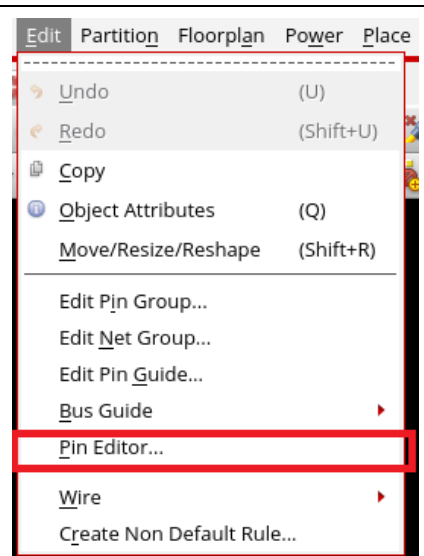 Edit Partition Floorplan Power Place
Undo (U)
Redo (Shift+U)
Copy
Object Attributes (Q)
Move/Resize/Reshape (Shift+R)
Edit Pin Group...
Edit Net Group...
Edit Pin Guide...
Bus Guide
Pin Editor...
Wire
Create Non Default Rule...